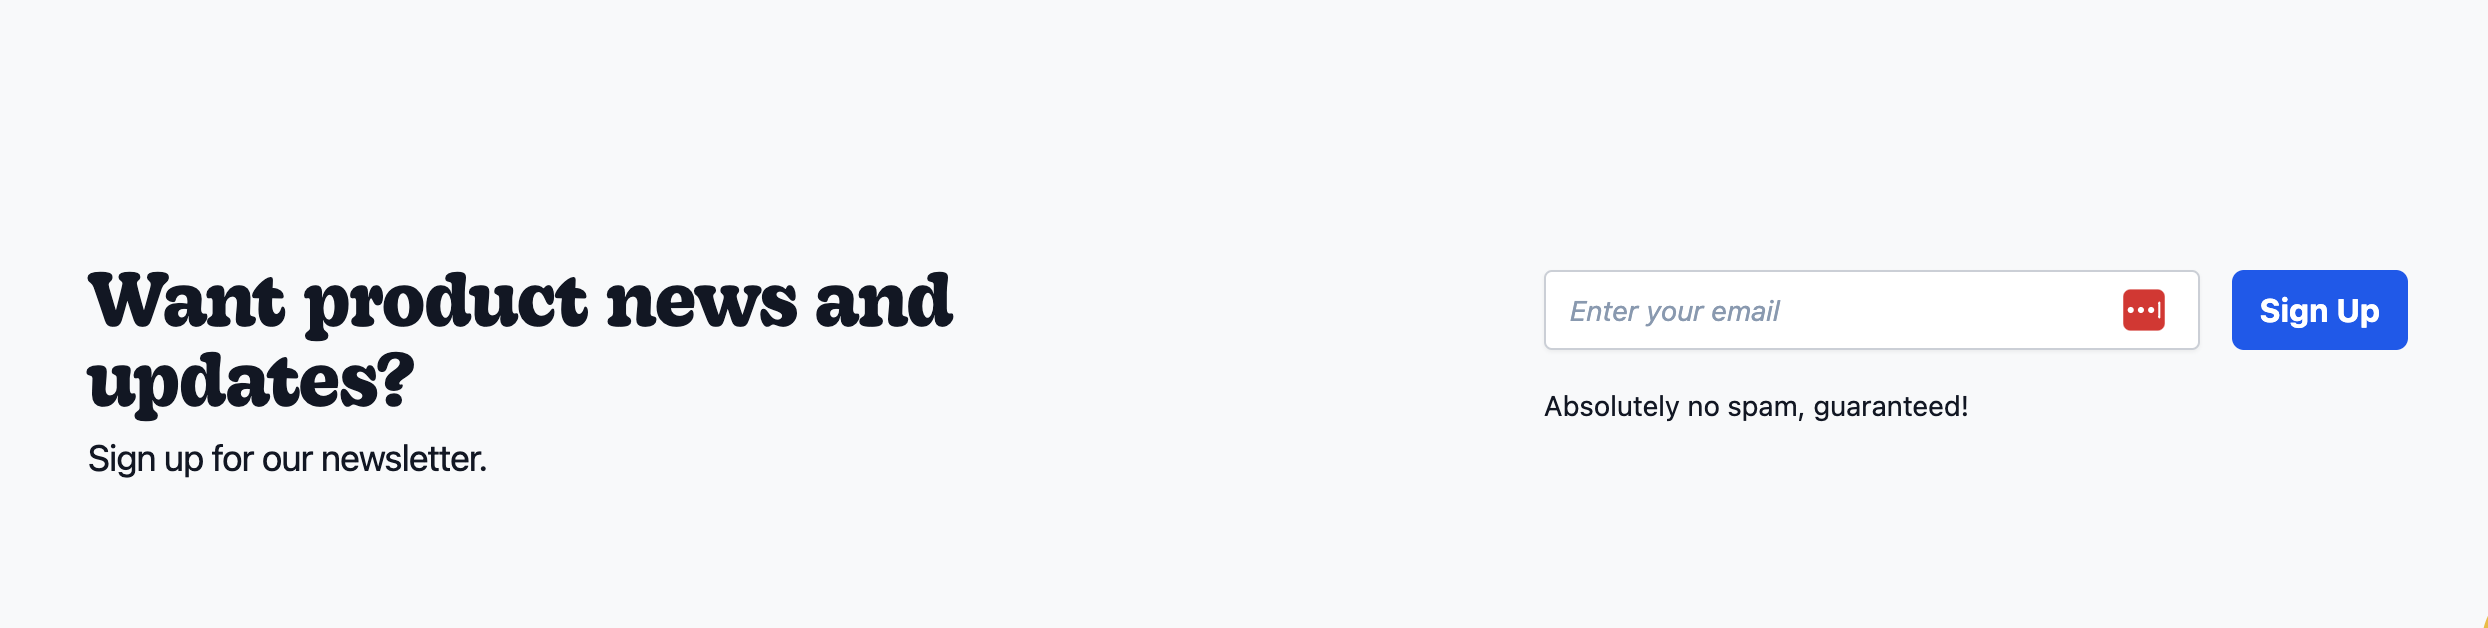 Want product news and
updates?
Sign up for our newsletter.
Enter your email
Sign Up
Absolutely no spam, guaranteed!